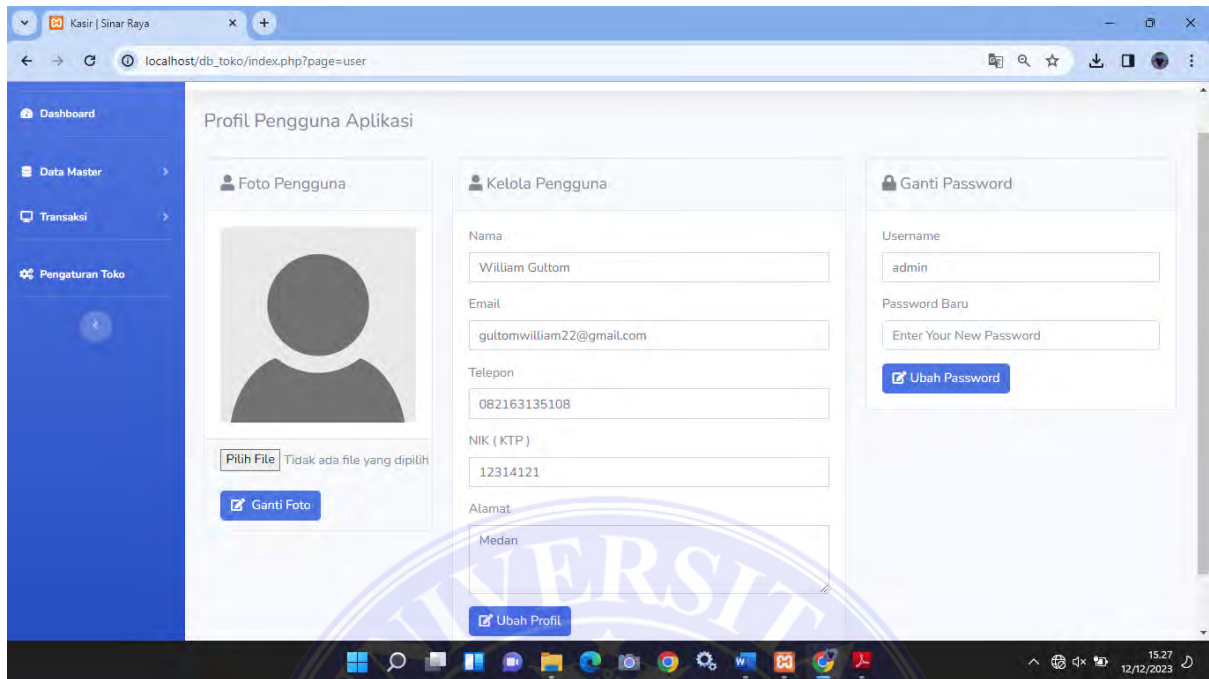 Kasir | Sinar Raya
localhost/db_toko/index.php?page=user
Dashboard
Data Master
Transaksi
Pengaturan Toko
Profil Pengguna Aplikasi
Foto Pengguna
Pilih File Tidak ada file yang dipilih
Ganti Foto
Kelola Pengguna
Nama
William Gultom
Email
gultomwilliam22@gmail.com
Telepon
082163135108
NIK ( KTP )
12314121
Alamat
Medan
Ubah Profil
Ganti Password
Username
admin
Password Baru
Enter Your New Password
Ubah Password
VERSIT
15.27
12/12/2023